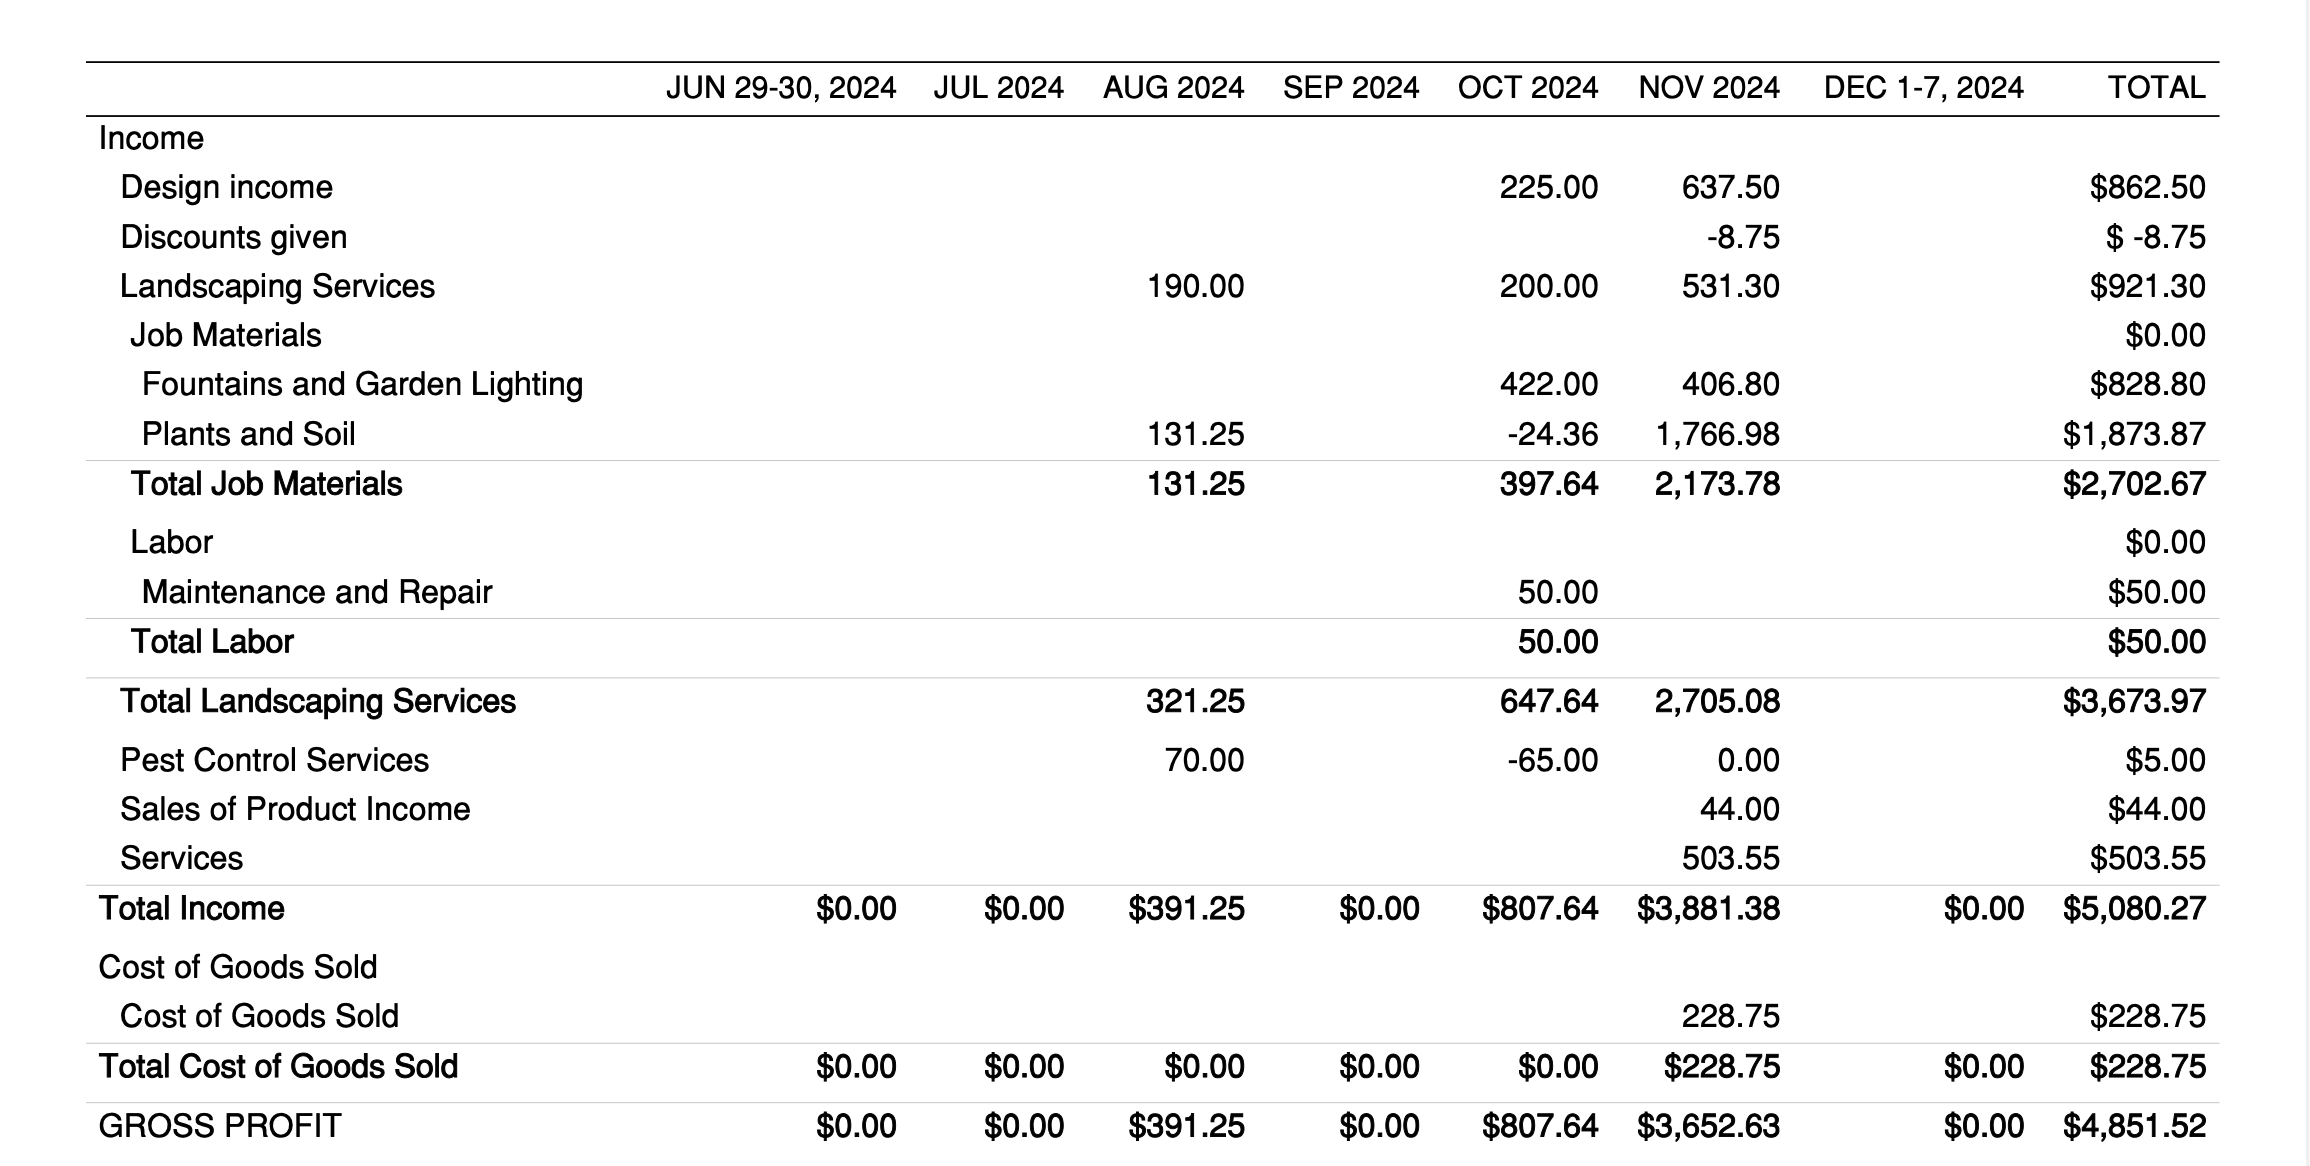 JUN 29-30, 2024 JUL 2024 AUG 2024 SEP 2024 OCT 2024 NOV 2024 DEC 1-7, 2024 TOTAL
Income
Design income 225.00 637.50 $862.50
Discounts given -8.75 $ -8.75
Landscaping Services 190.00 200.00 531.30 $921.30
Job Materials $0.00
Fountains and Garden Lighting 422.00 406.80 $828.80
Plants and Soil 131.25 -24.36 1,766.98 $1,873.87
Total Job Materials 131.25 397.64 2,173.78 $2,702.67
Labor $0.00
Maintenance and Repair 50.00 $50.00
Total Labor 50.00 $50.00
Total Landscaping Services 321.25 647.64 2,705.08 $3,673.97
Pest Control Services 70.00 -65.00 0.00 $5.00
Sales of Product Income 44.00 $44.00
Services 503.55 $503.55
Total Income $0.00 $0.00 $391.25 $0.00 $807.64 $3,881.38 $0.00 $5,080.27
Cost of Goods Sold
Cost of Goods Sold 228.75 $228.75
Total Cost of Goods Sold $0.00 $0.00 $0.00 $0.00 $0.00 $228.75 $0.00 $228.75
GROSS PROFIT $0.00 $0.00 $391.25 $0.00 $807.64 $3,652.63 $0.00 $4,851.52